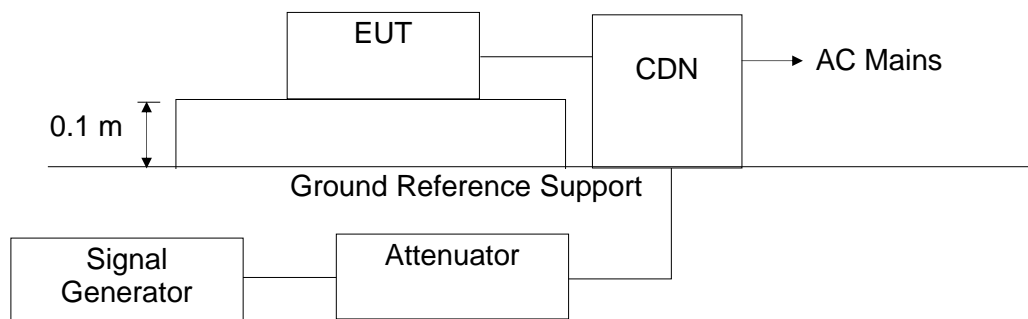 EUT
CDN
AC Mains
0.1 m
Ground Reference Support
Signal
Generator
Attenuator